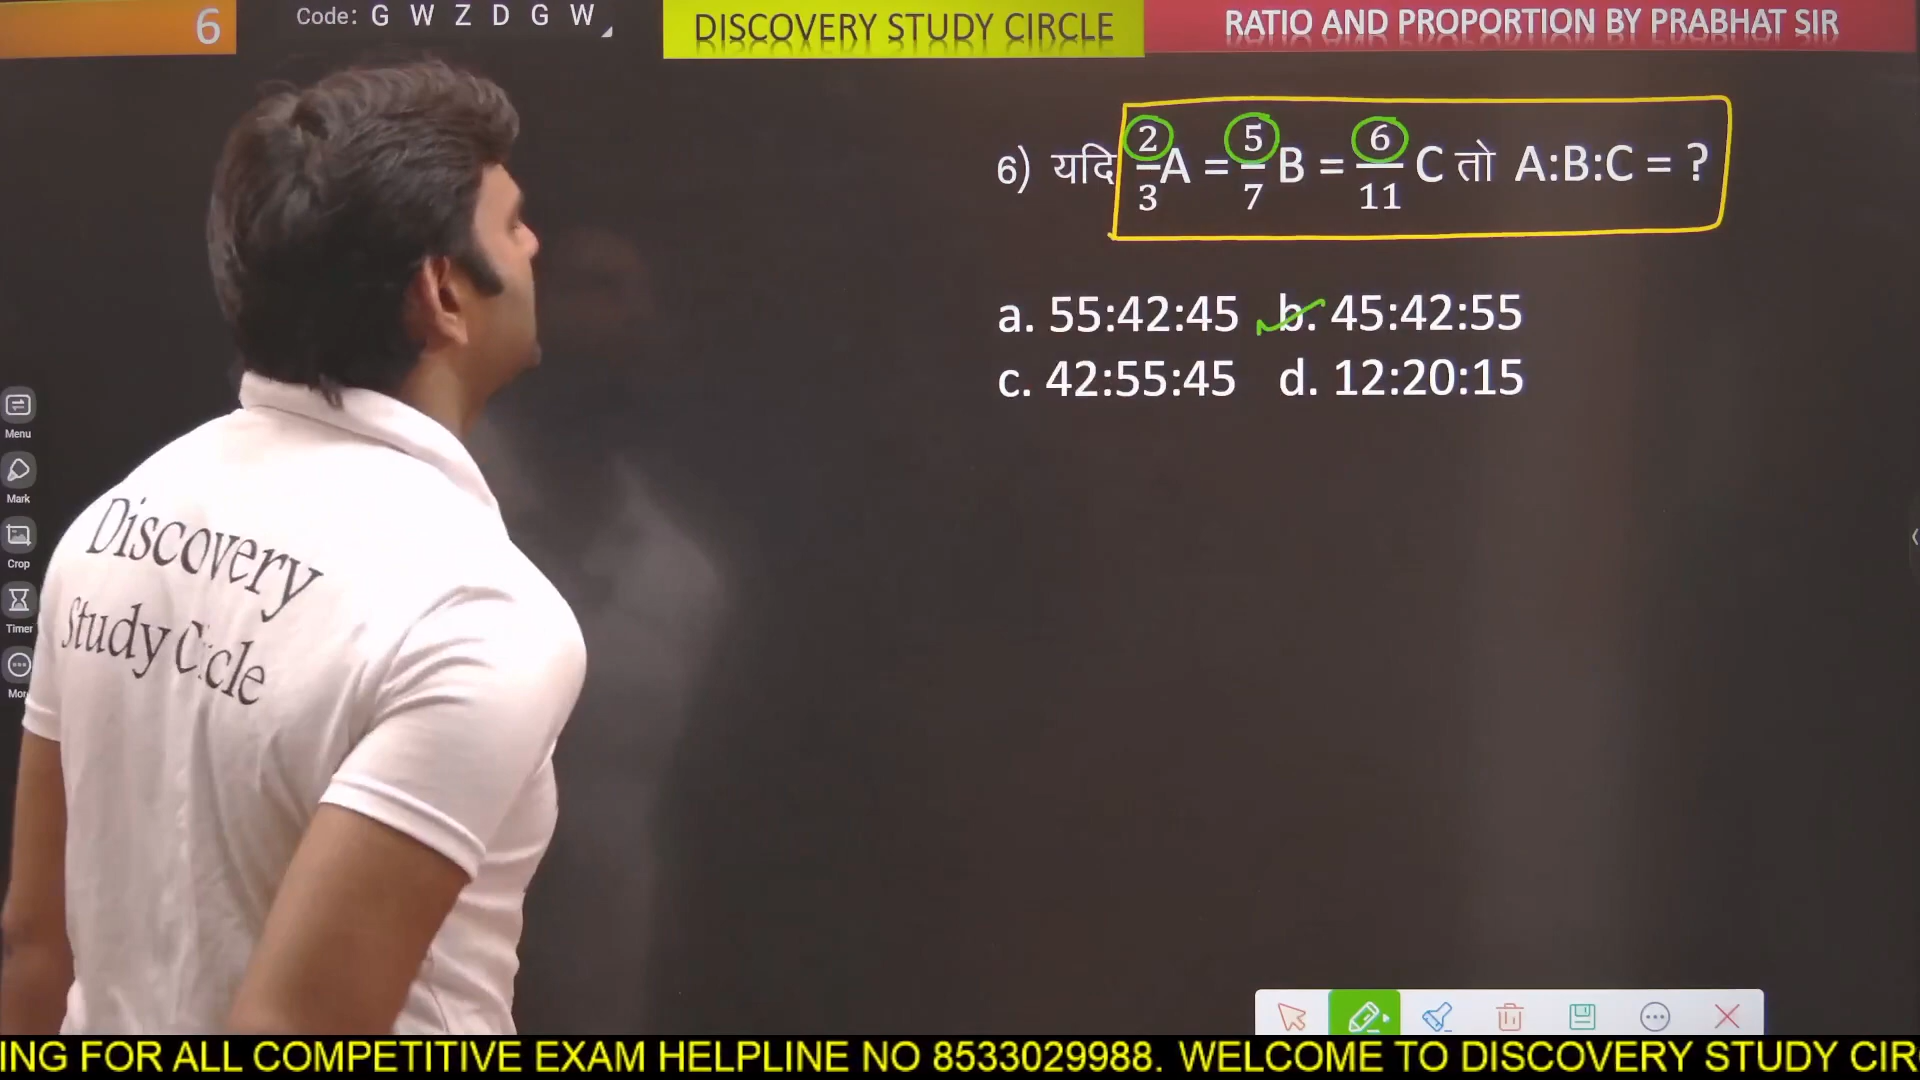 6
Code: G W Z D G W
DISCOVERY STUDY CIRCLE
RATIO AND PROPORTION BY PRABHAT SIR
6) यदि 2/3 A = 5/7 B = 6/11 C तो A:B:C = ?
a. 55:42:45 b. 45:42:55
c. 42:55:45 d. 12:20:15
Menu
Mark
Crop
Timer
Discovery
Study Circle
ING FOR ALL COMPETITIVE EXAM HELPLINE NO 8533029988. WELCOME TO DISCOVERY STUDY CIR